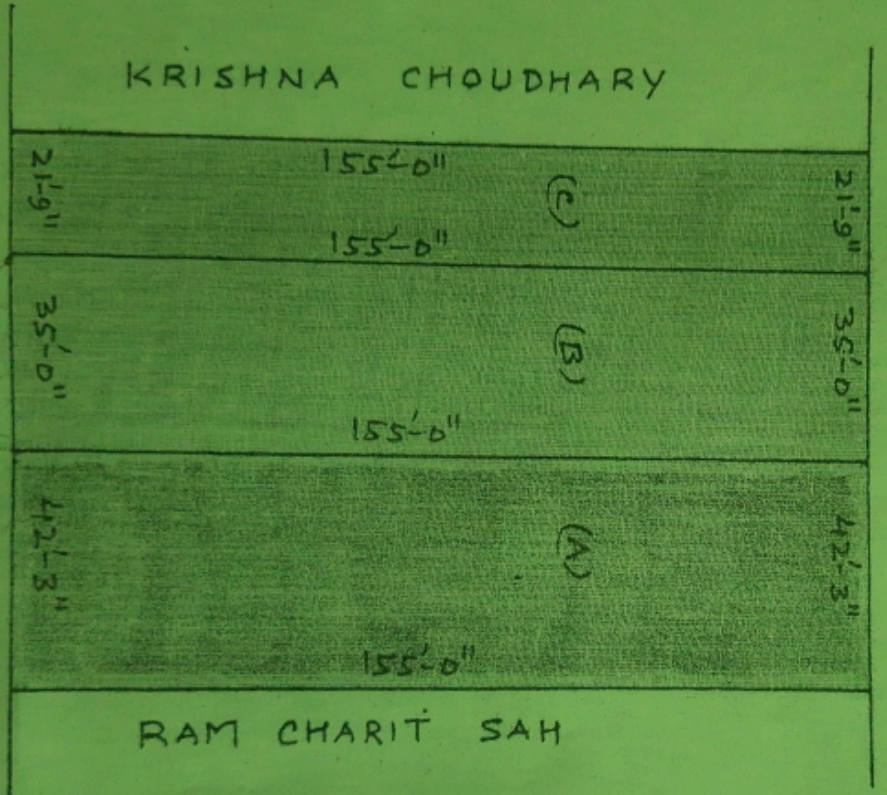 KRISHNA CHOUDHARY
155'-0"
21'-9"
(C)
21'-9"
155'-0"
35'-0"
(B)
35'-0"
155'-0"
42'-3"
(A)
42'-3"
155'-0"
RAM CHARIT SAH